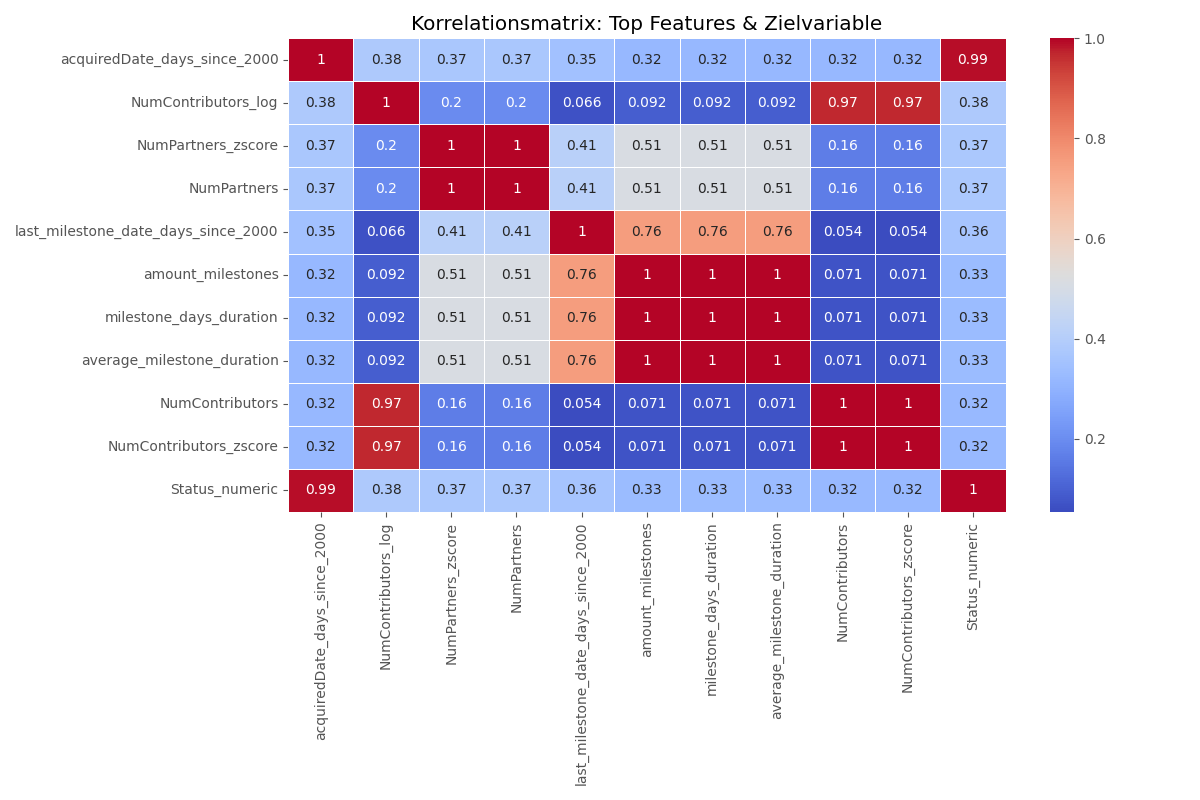 Korrelationsmatrix: Top Features & Zielvariable
acquiredDate_days_since_2000 1 0.38 0.37 0.37 0.35 0.32 0.32 0.32 0.32 0.32 0.99
NumContributors_log 0.38 1 0.2 0.2 0.066 0.092 0.092 0.092 0.97 0.97 0.38
NumPartners_zscore 0.37 0.2 1 1 0.41 0.51 0.51 0.51 0.16 0.16 0.37
NumPartners 0.37 0.2 1 1 0.41 0.51 0.51 0.51 0.16 0.16 0.37
last_milestone_date_days_since_2000 0.35 0.066 0.41 0.41 1 0.76 0.76 0.76 0.054 0.054 0.36
amount_milestones 0.32 0.092 0.51 0.51 0.76 1 1 1 0.071 0.071 0.33
milestone_days_duration 0.32 0.092 0.51 0.51 0.76 1 1 1 0.071 0.071 0.33
average_milestone_duration 0.32 0.092 0.51 0.51 0.76 1 1 1 0.071 0.071 0.33
NumContributors 0.32 0.97 0.16 0.16 0.054 0.071 0.071 0.071 1 1 0.32
NumContributors_zscore 0.32 0.97 0.16 0.16 0.054 0.071 0.071 0.071 1 1 0.32
Status_numeric 0.99 0.38 0.37 0.37 0.36 0.33 0.33 0.33 0.32 0.32 1
acquiredDate_days_since_2000
NumContributors_log
NumPartners_zscore
NumPartners
last_milestone_date_days_since_2000
amount_milestones
milestone_days_duration
average_milestone_duration
NumContributors
NumContributors_zscore
Status_numeric
1.0
0.8
0.6
0.4
0.2